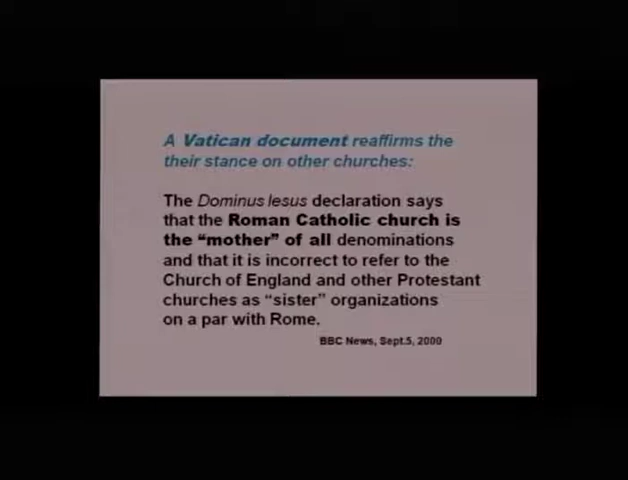 A Vatican document reaffirms the
their stance on other churches:
The Dominus Iesus declaration says
that the Roman Catholic church is
the “mother” of all denominations
and that it is incorrect to refer to the
Church of England and other Protestant
churches as “sister” organizations
on a par with Rome.
BBC News, Sept.5, 2000